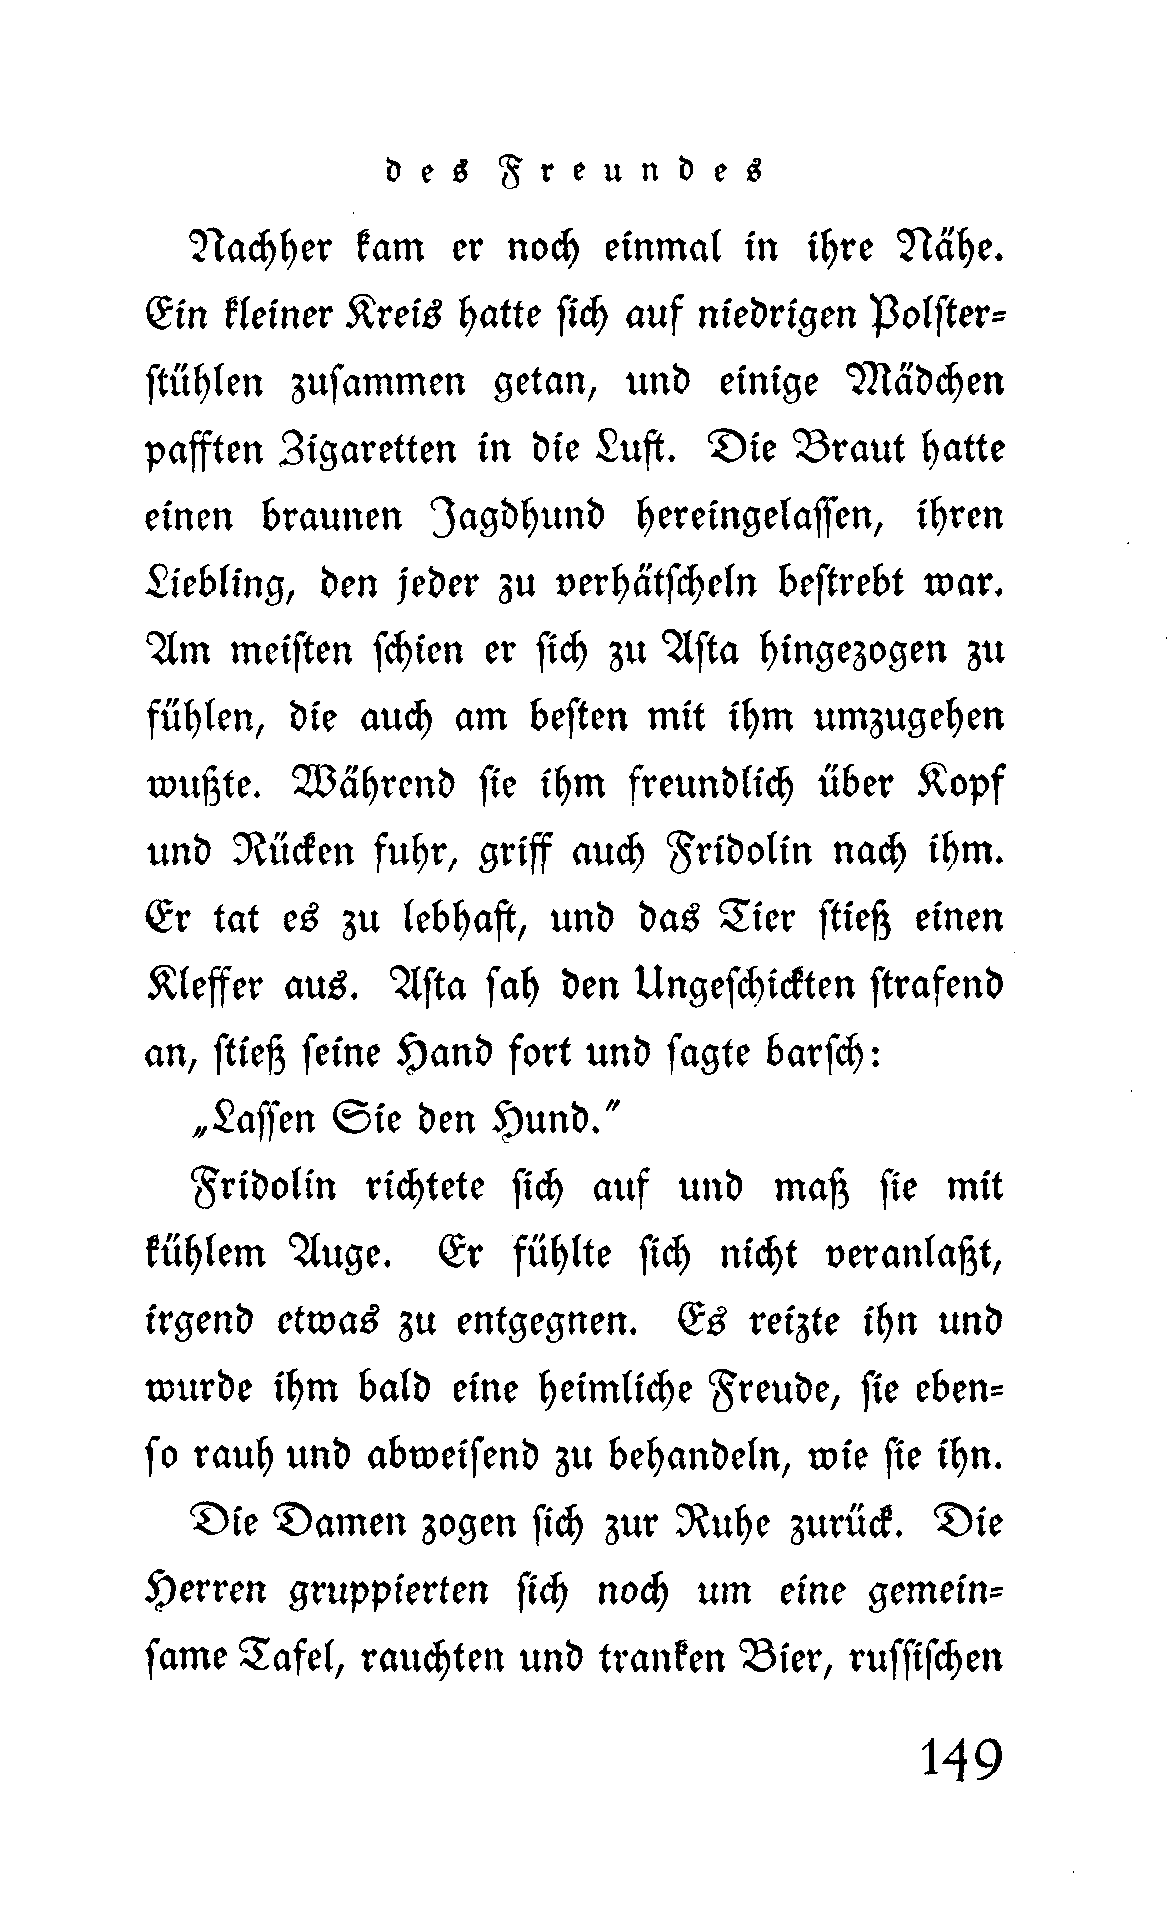 des Freundes
Nachher kam er noch einmal in ihre Nähe.
Ein kleiner Kreis hatte ſich auf niedrigen Polſter-
ſtühlen zuſammen getan, und einige Mädchen
pafften Zigaretten in die Luft. Die Braut hatte
einen braunen Jagdhund hereingelaſſen, ihren
Liebling, den jeder zu verhätſcheln beſtrebt war.
Am meiſten ſchien er ſich zu Aſta hingezogen zu
fühlen, die auch am beſten mit ihm umzugehen
wußte. Während ſie ihm freundlich über Kopf
und Rücken fuhr, griff auch Fridolin nach ihm.
Er tat es zu lebhaft, und das Tier ſtieß einen
Kleffer aus. Aſta ſah den Ungeſchickten ſtrafend
an, ſtieß ſeine Hand fort und ſagte barſch:
„Laſſen Sie den Hund.“
Fridolin richtete ſich auf und maß ſie mit
kühlem Auge. Er fühlte ſich nicht veranlaßt,
irgend etwas zu entgegnen. Es reizte ihn und
wurde ihm bald eine heimliche Freude, ſie eben-
ſo rauh und abweiſend zu behandeln, wie ſie ihn.
Die Damen zogen ſich zur Ruhe zurück. Die
Herren gruppierten ſich noch um eine gemein-
ſame Tafel, rauchten und tranken Bier, ruſſiſchen
149